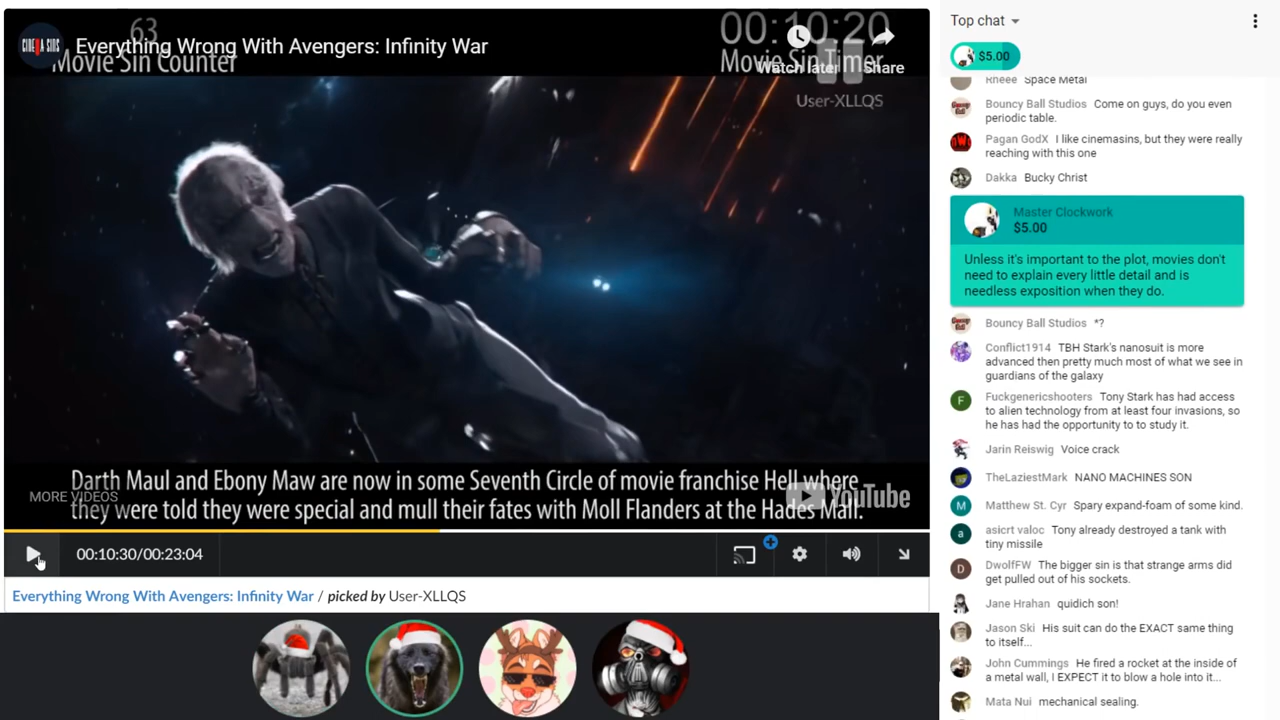 63
Movie Sin Counter
00:10:20
Movie Sin Timer
CINEMA SINS
Everything Wrong With Avengers: Infinity War
Watch later
Share
User-XLLQS
Darth Maul and Ebony Maw are now in some Seventh Circle of movie franchise Hell where
they were told they were special and mull their fates with Moll Flanders at the Hades Mall.
MORE VIDEOS
YouTube
00:10:30/00:23:04
Everything Wrong With Avengers: Infinity War / picked by User-XLLQS
Top chat
$5.00
Rheee Space Metal
Bouncy Ball Studios Come on guys, do you even
periodic table.
Pagan GodX I like cinemasins, but they were really
reaching with this one
Dakka Bucky Christ
Master Clockwork
$5.00
Unless it's important to the plot, movies don't
need to explain every little detail and is
needless exposition when they do.
Bouncy Ball Studios *?
Conflict1914 TBH Stark's nanosuit is more
advanced then pretty much most of what we see in
guardians of the galaxy
Fuckgenericshooters Tony Stark has had access
to alien technology from at least four invasions, so
he has had the opportunity to to study it.
Jarin Reiswig Voice crack
TheLaziestMark NANO MACHINES SON
Matthew St. Cyr Spary expand-foam of some kind.
asicrt valoc Tony already destroyed a tank with
tiny missile
DwolfFW The bigger sin is that strange arms did
get pulled out of his sockets.
Jane Hrahan quidich son!
Jason Ski His suit can do the EXACT same thing
to itself...
John Cummings He fired a rocket at the inside of
a metal wall, I EXPECT it to blow a hole into it...
Mata Nui mechanical sealing.
F
M
a
D